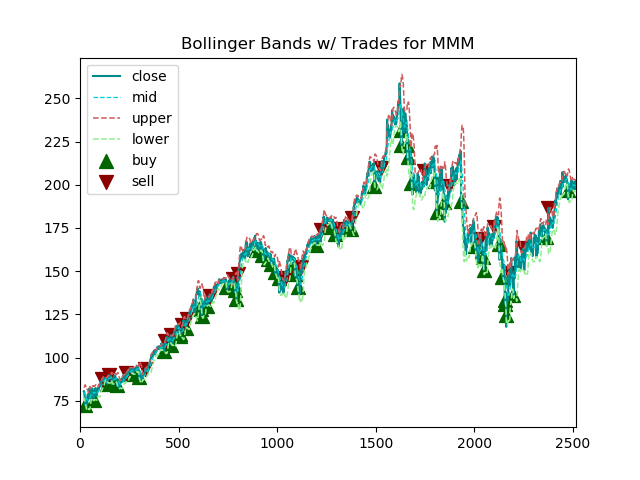 Bollinger Bands w/ Trades for MMM
close
mid
upper
lower
buy
sell
250
225
200
175
150
125
100
75
0 500 1000 1500 2000 2500